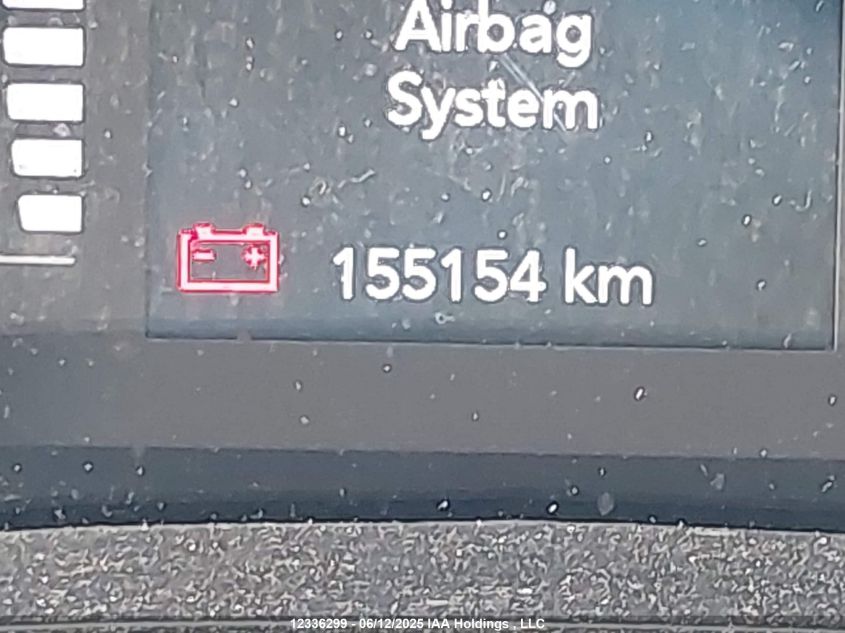 Airbag
System
155154 km
12336299 - 06/12/2025 IAA Holdings , LLC